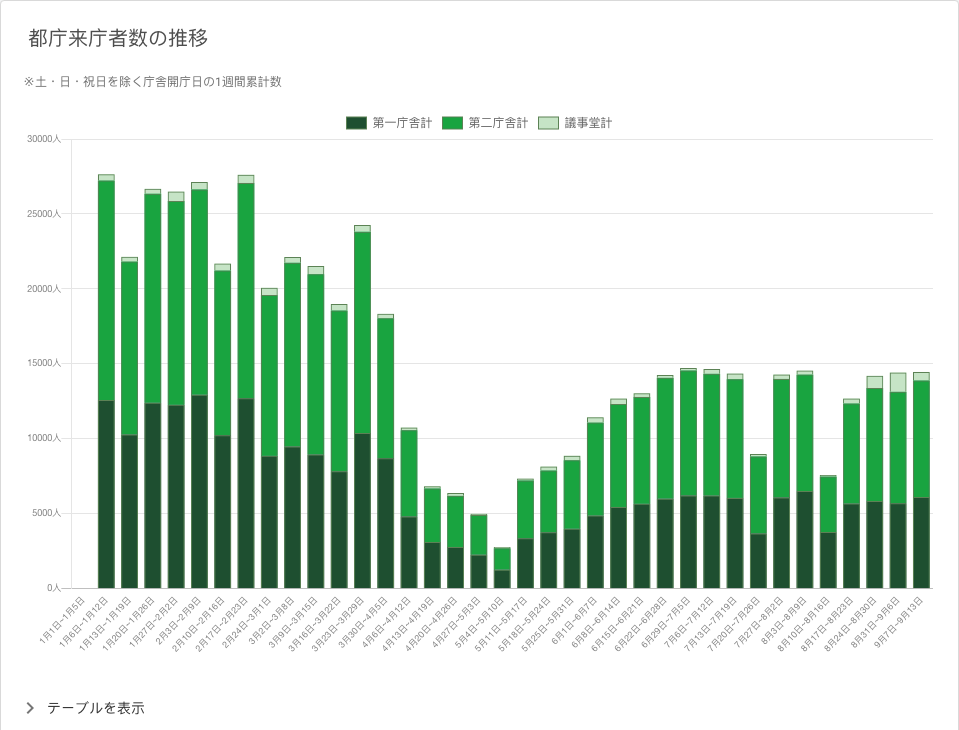 都庁来庁者数の推移
※土・日・祝日を除く庁舎開庁日の1週間累計数
第一庁舎計 第二庁舎計 議事堂計
30000人
25000人
20000人
15000人
10000人
5000人
0人
1月1日~1月5日
1月6日~1月12日
1月13日~1月19日
1月20日~1月26日
1月27日~2月2日
2月3日~2月9日
2月10日~2月16日
2月17日~2月23日
2月24日~3月1日
3月2日~3月8日
3月9日~3月15日
3月16日~3月22日
3月23日~3月29日
3月30日~4月5日
4月6日~4月12日
4月13日~4月19日
4月20日~4月26日
4月27日~5月3日
5月4日~5月10日
5月11日~5月17日
5月18日~5月24日
5月25日~5月31日
6月1日~6月7日
6月8日~6月14日
6月15日~6月21日
6月22日~6月28日
6月29日~7月5日
7月6日~7月12日
7月13日~7月19日
7月20日~7月26日
7月27日~8月2日
8月3日~8月9日
8月10日~8月16日
8月17日~8月23日
8月24日~8月30日
8月31日~9月6日
9月7日~9月13日
テーブルを表示